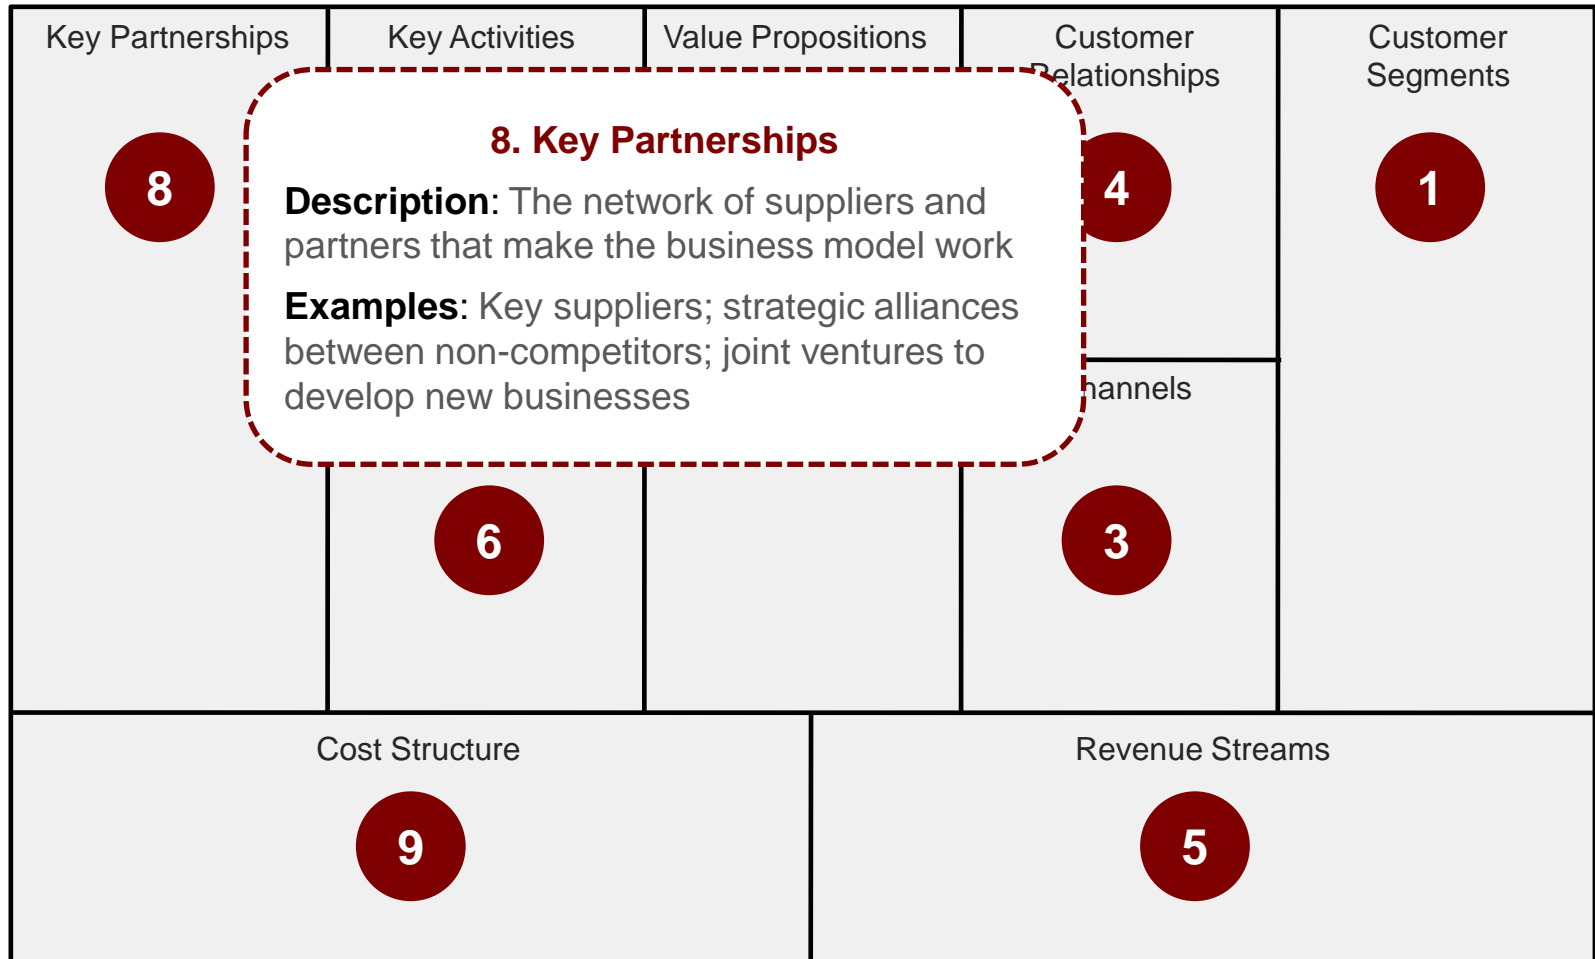 Key Partnerships
8
Key Activities
6
Value Propositions
Customer
Relationships
4
hannels
3
Customer
Segments
1
8. Key Partnerships
Description: The network of suppliers and
partners that make the business model work
Examples: Key suppliers; strategic alliances
between non-competitors; joint ventures to
develop new businesses
Cost Structure
9
Revenue Streams
5